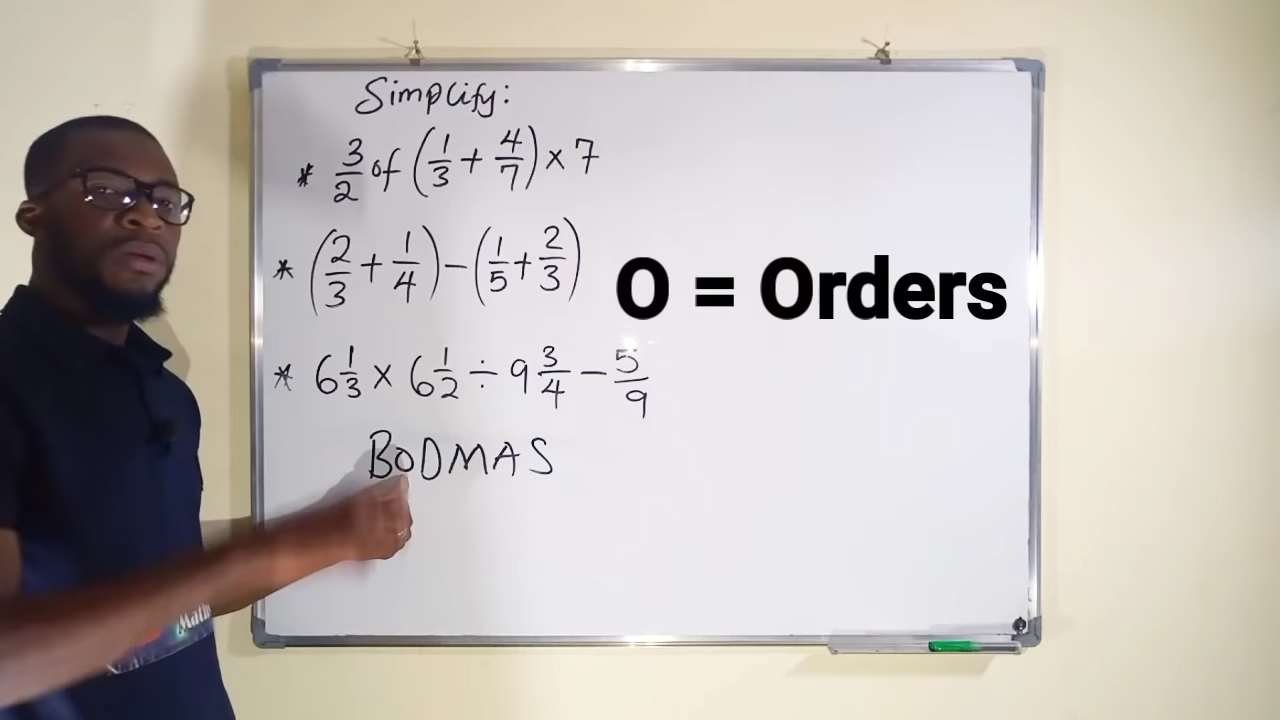 Simplify:
* 3/2 of (1/3 + 4/7) × 7
* (2/3 + 1/4) − (1/5 + 2/3)
O = Orders
* 6 1/3 × 6 1/2 ÷ 9 3/4 − 5/9
BODMAS
Math